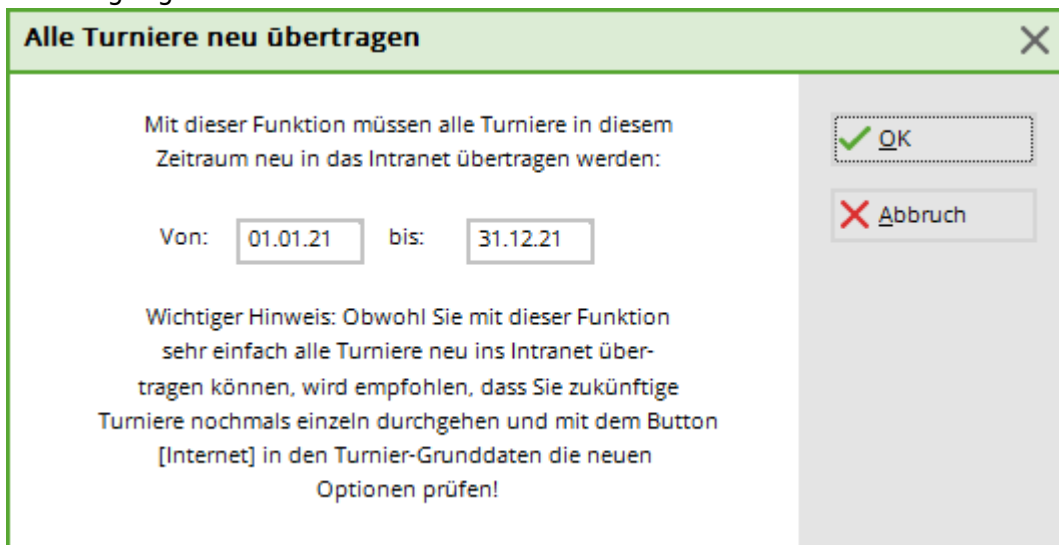 Alle Turniere neu übertragen
Mit dieser Funktion müssen alle Turniere in diesem
Zeitraum neu in das Intranet übertragen werden:
OK
Abbruch
Von: 01.01.21 bis: 31.12.21
Wichtiger Hinweis: Obwohl Sie mit dieser Funktion
sehr einfach alle Turniere neu ins Intranet über-
tragen können, wird empfohlen, dass Sie zukünftige
Turniere nochmals einzeln durchgehen und mit dem Button
[Internet] in den Turnier-Grunddaten die neuen
Optionen prüfen!